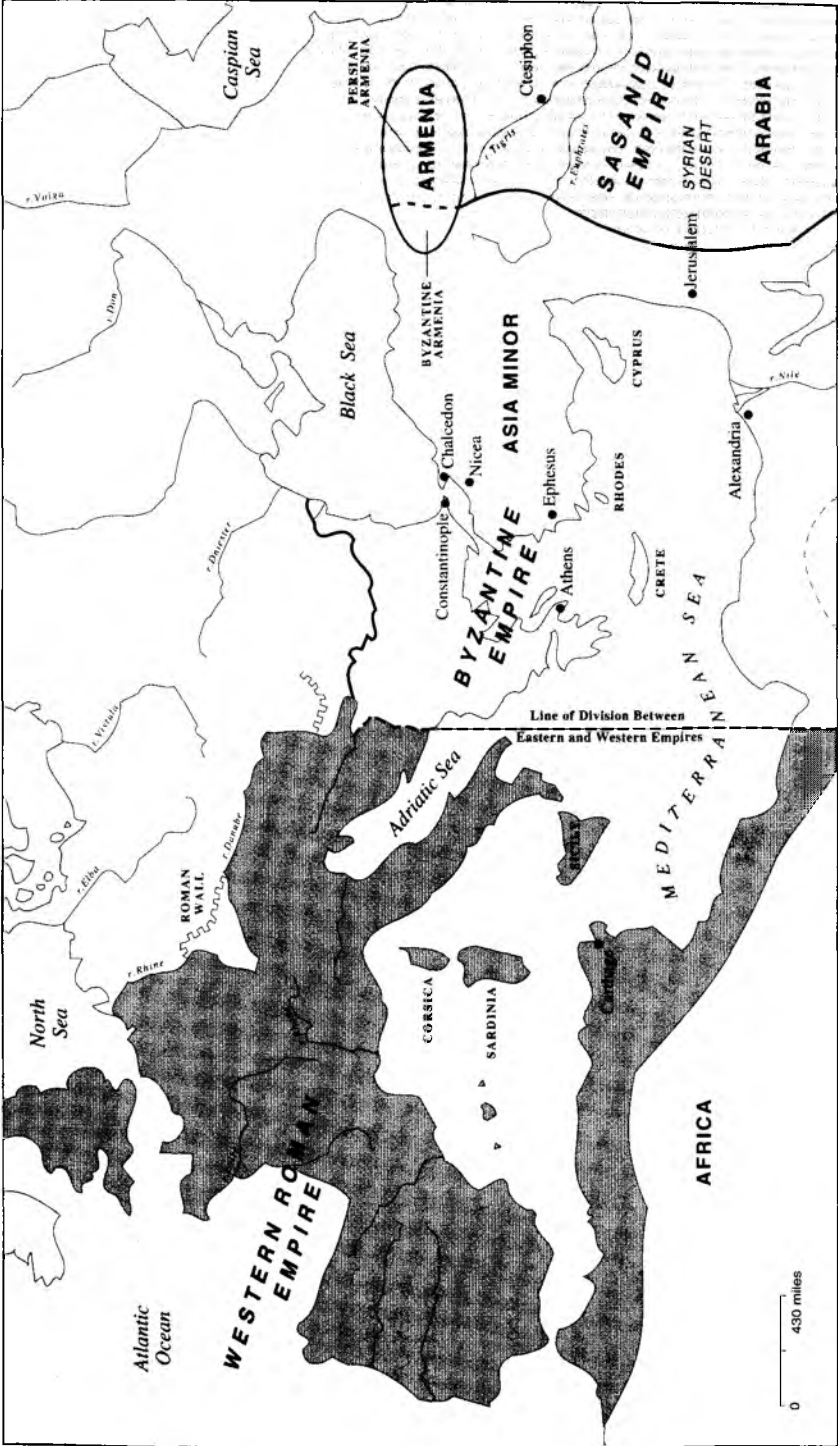 Caspian
Sea
r. Volga
PERSIAN
ARMENIA
ARMENIA
Ctesiphon
r. Tigris
r. Euphrates
SASANID
EMPIRE
SYRIAN
DESERT
ARABIA
Jerusalem
r. Don
Black Sea
BYZANTINE
ARMENIA
ASIA MINOR
CYPRUS
r. Nile
Chalcedon
Nicea
Constantinople
Ephesus
RHODES
Alexandria
r. Dniester
BYZANTINE
EMPIRE
Athens
CRETE
MEDITERRANEAN SEA
Line of Division Between
Eastern and Western Empires
r. Vistula
Adriatic Sea
r. Elba
ROMAN
WALL
r. Danube
SICILY
r. Rhine
North
Sea
CORSICA
SARDINIA
Carthage
WESTERN ROMAN
EMPIRE
AFRICA
Atlantic
Ocean
0
430 miles